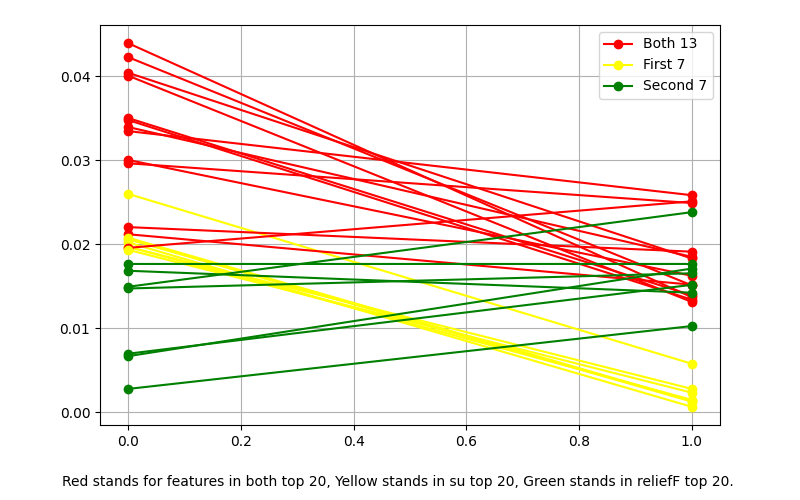 Both 13
First 7
Second 7
0.04
0.03
0.02
0.01
0.00
0.0 0.2 0.4 0.6 0.8 1.0
Red stands for features in both top 20, Yellow stands in su top 20, Green stands in reliefF top 20.